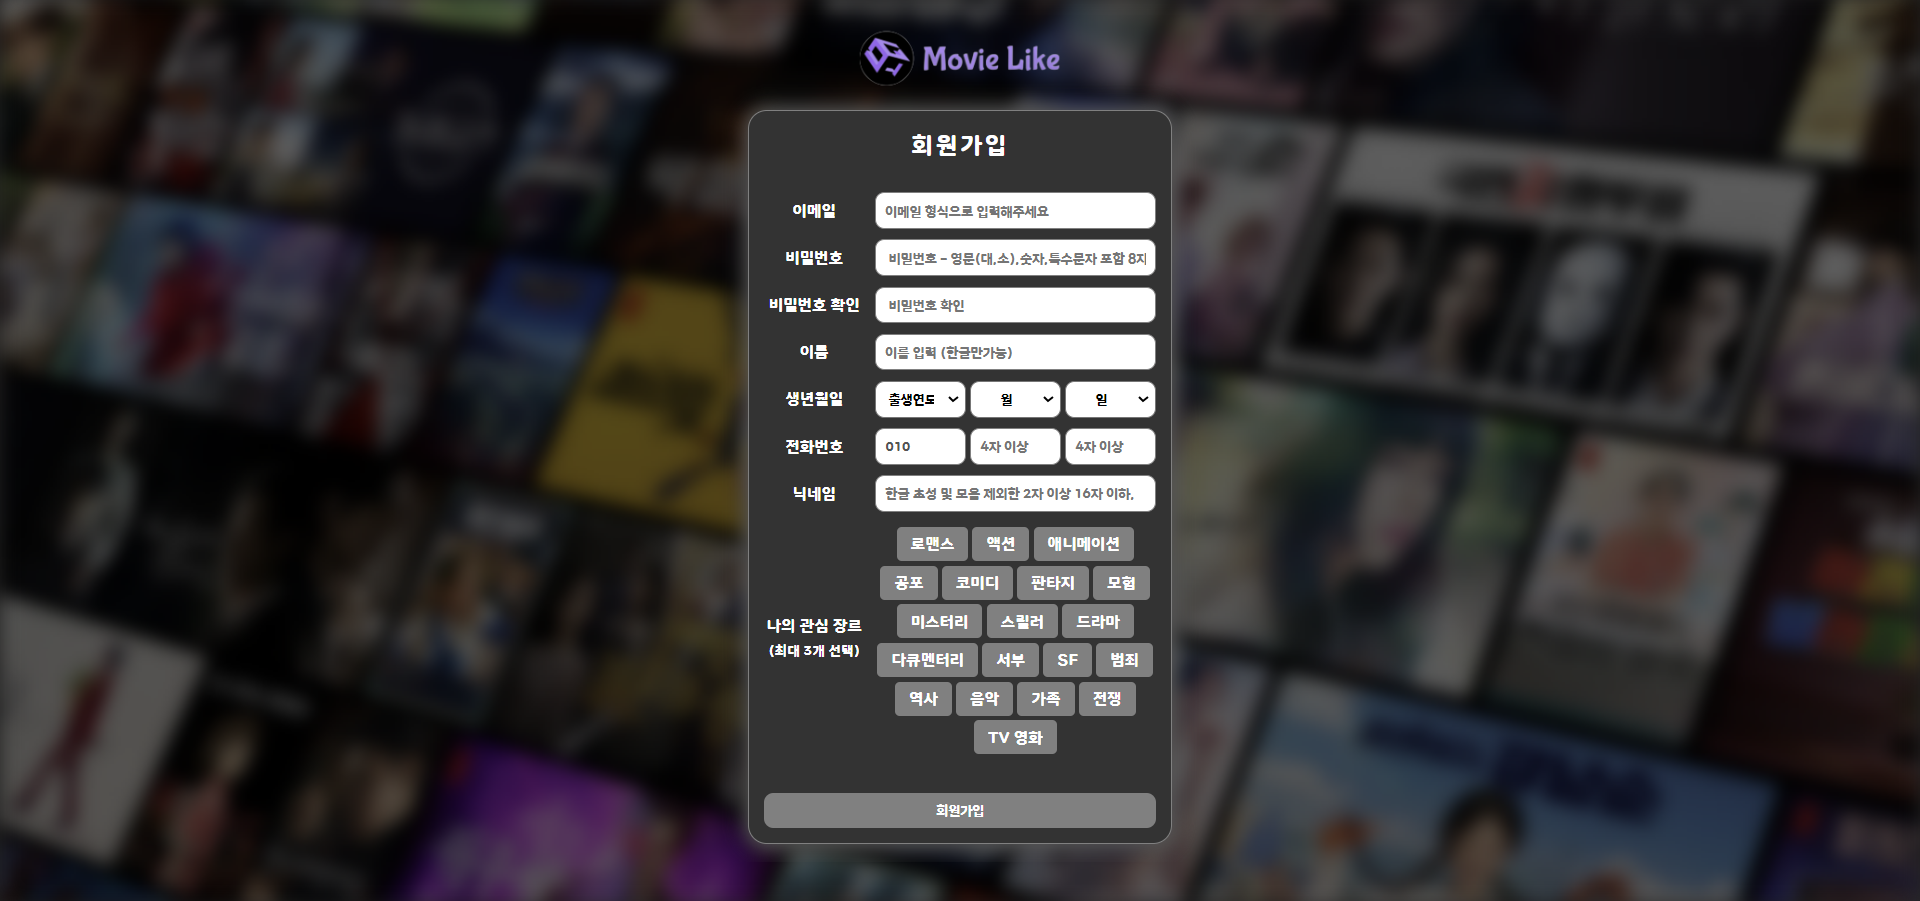 Movie Like
회원가입
이메일 이메일 형식으로 입력해주세요
비밀번호 비밀번호 - 영문(대,소),숫자,특수문자 포함 8자
비밀번호 확인 비밀번호 확인
이름 이름 입력 (한글만가능)
생년월일 출생연도 월 일
전화번호 010 4자 이상 4자 이상
닉네임 한글 초성 및 모음 제외한 2자 이상 16자 이하,
나의 관심 장르
(최대 3개 선택)
로맨스 액션 애니메이션
공포 코미디 판타지 모험
미스터리 스릴러 드라마
다큐멘터리 서부 SF 범죄
역사 음악 가족 전쟁
TV 영화
회원가입